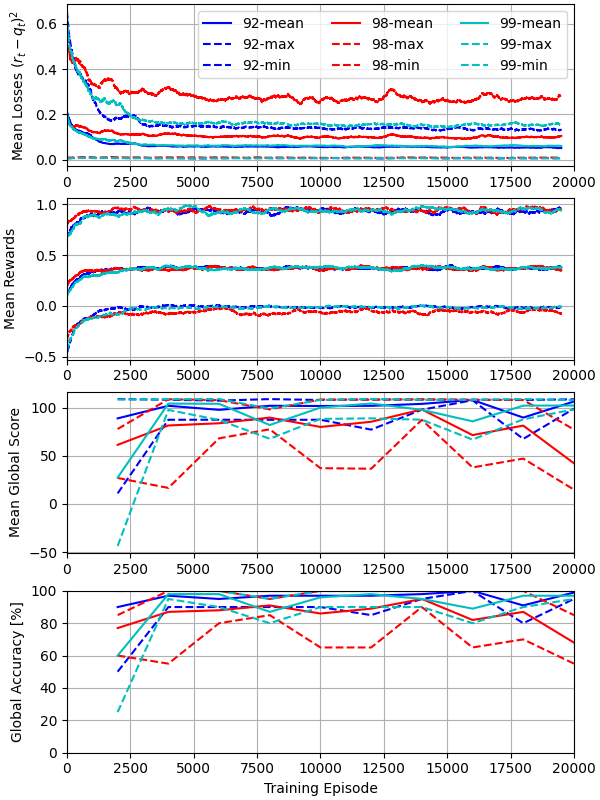 Mean Losses $(r_t - q_t)^2$
0.6
0.4
0.2
0.0
92-mean 98-mean 99-mean
92-max 98-max 99-max
92-min 98-min 99-min
0 2500 5000 7500 10000 12500 15000 17500 20000
Mean Rewards
1.0
0.5
0.0
−0.5
0 2500 5000 7500 10000 12500 15000 17500 20000
Mean Global Score
100
50
0
−50
0 2500 5000 7500 10000 12500 15000 17500 20000
Global Accuracy [%]
100
80
60
40
20
0
0 2500 5000 7500 10000 12500 15000 17500 20000
Training Episode